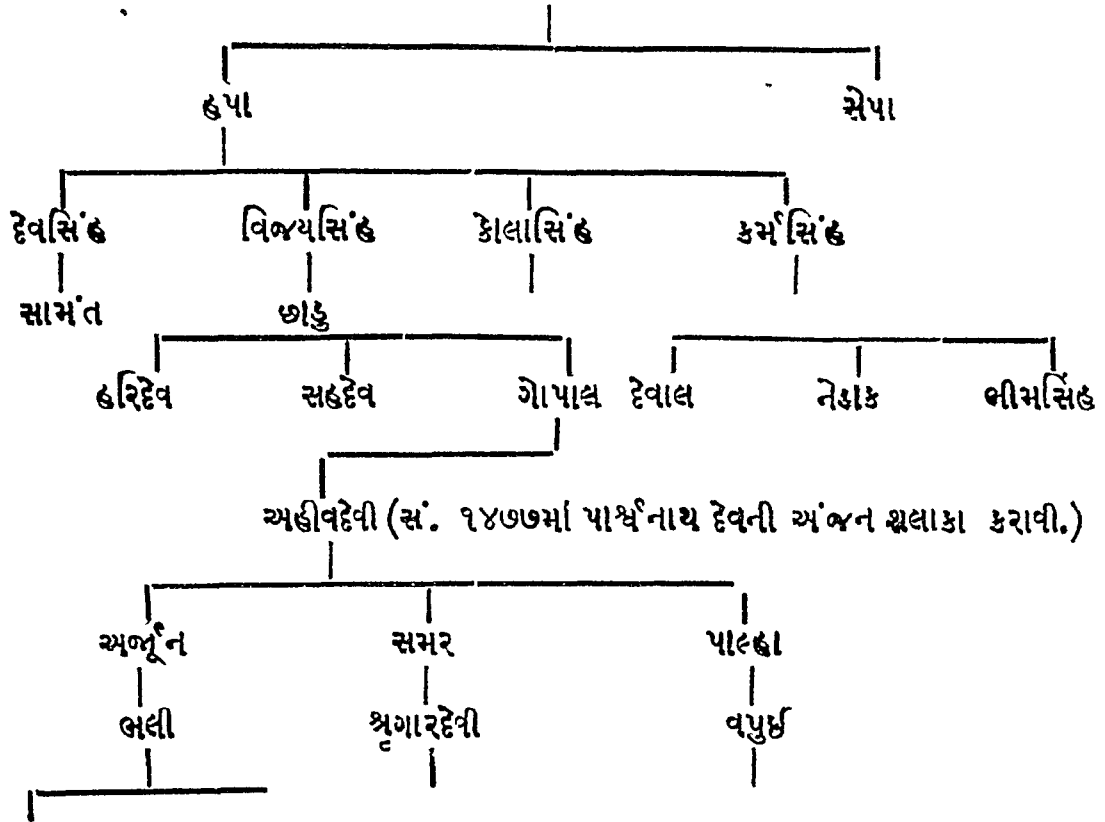 હપા સેપા
દેવસિંહ વિજયસિંહ કોલાસિંહ કર્મસિંહ
સામંત છાડુ
હરિદેવ સહદેવ ગોપાલ દેવાલ નેહાક ભીમસિંહ
અહીવદેવી (સં. ૧૪૭૭માં પાર્શ્વનાથ દેવની અંજન શલાકા કરાવી.)
અર્જૂન સમર પાલ્હા
ભલી શ્રૃગારદેવી વપુઈ